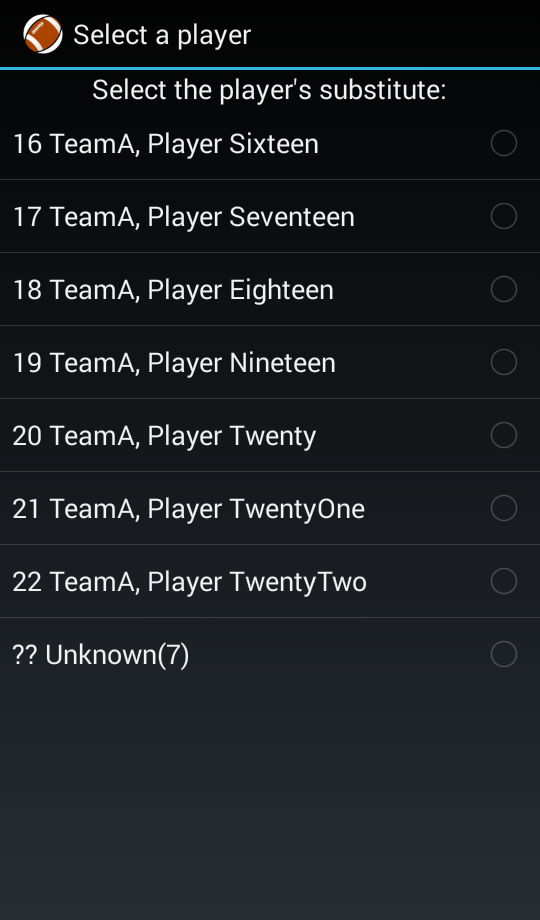 Select a player
Select the player's substitute:
16 TeamA, Player Sixteen
17 TeamA, Player Seventeen
18 TeamA, Player Eighteen
19 TeamA, Player Nineteen
20 TeamA, Player Twenty
21 TeamA, Player TwentyOne
22 TeamA, Player TwentyTwo
?? Unknown(7)